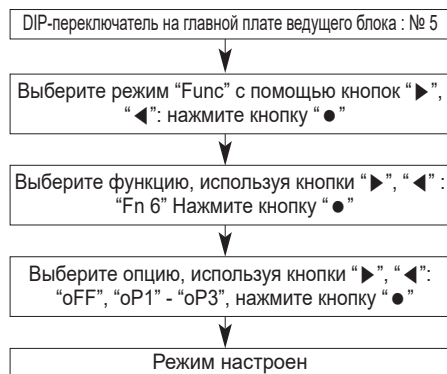 DIP-переключатель на главной плате ведущего блока : № 5
Выберите режим “Func” с помощью кнопок “▶”,
“◀”: нажмите кнопку “●”
Выберите функцию, используя кнопки “▶”, “◀” :
“Fn 6” Нажмите кнопку “●”
Выберите опцию, используя кнопки “▶”, “◀”:
“oFF”, “oP1” - “oP3”, нажмите кнопку “●”
Режим настроен